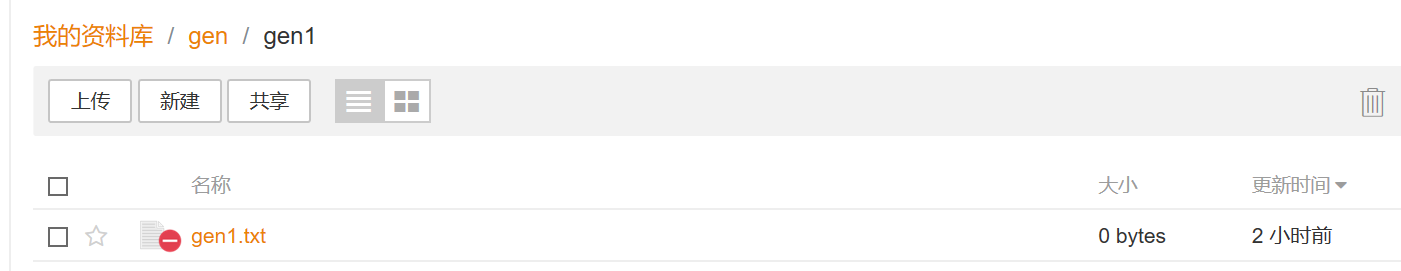 我的资料库 / gen / gen1
上传 新建 共享
名称 大小 更新时间
gen1.txt 0 bytes 2 小时前